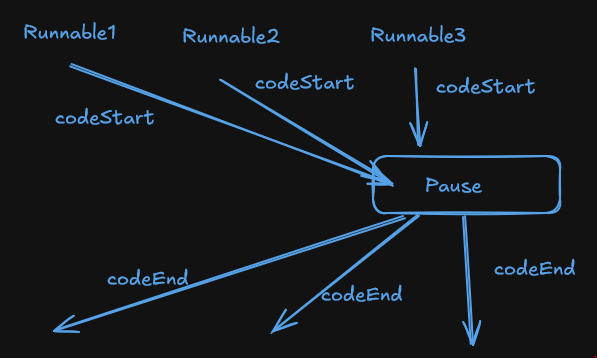 Runnable1
Runnable2
Runnable3
codeStart
codeStart
codeStart
Pause
codeEnd
codeEnd
codeEnd